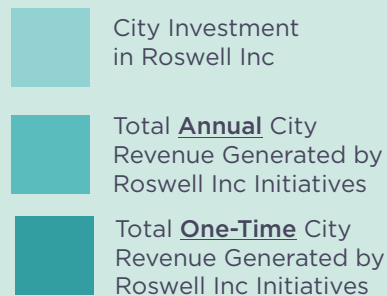 City Investment
in Roswell Inc
Total Annual City
Revenue Generated by
Roswell Inc Initiatives
Total One-Time City
Revenue Generated by
Roswell Inc Initiatives